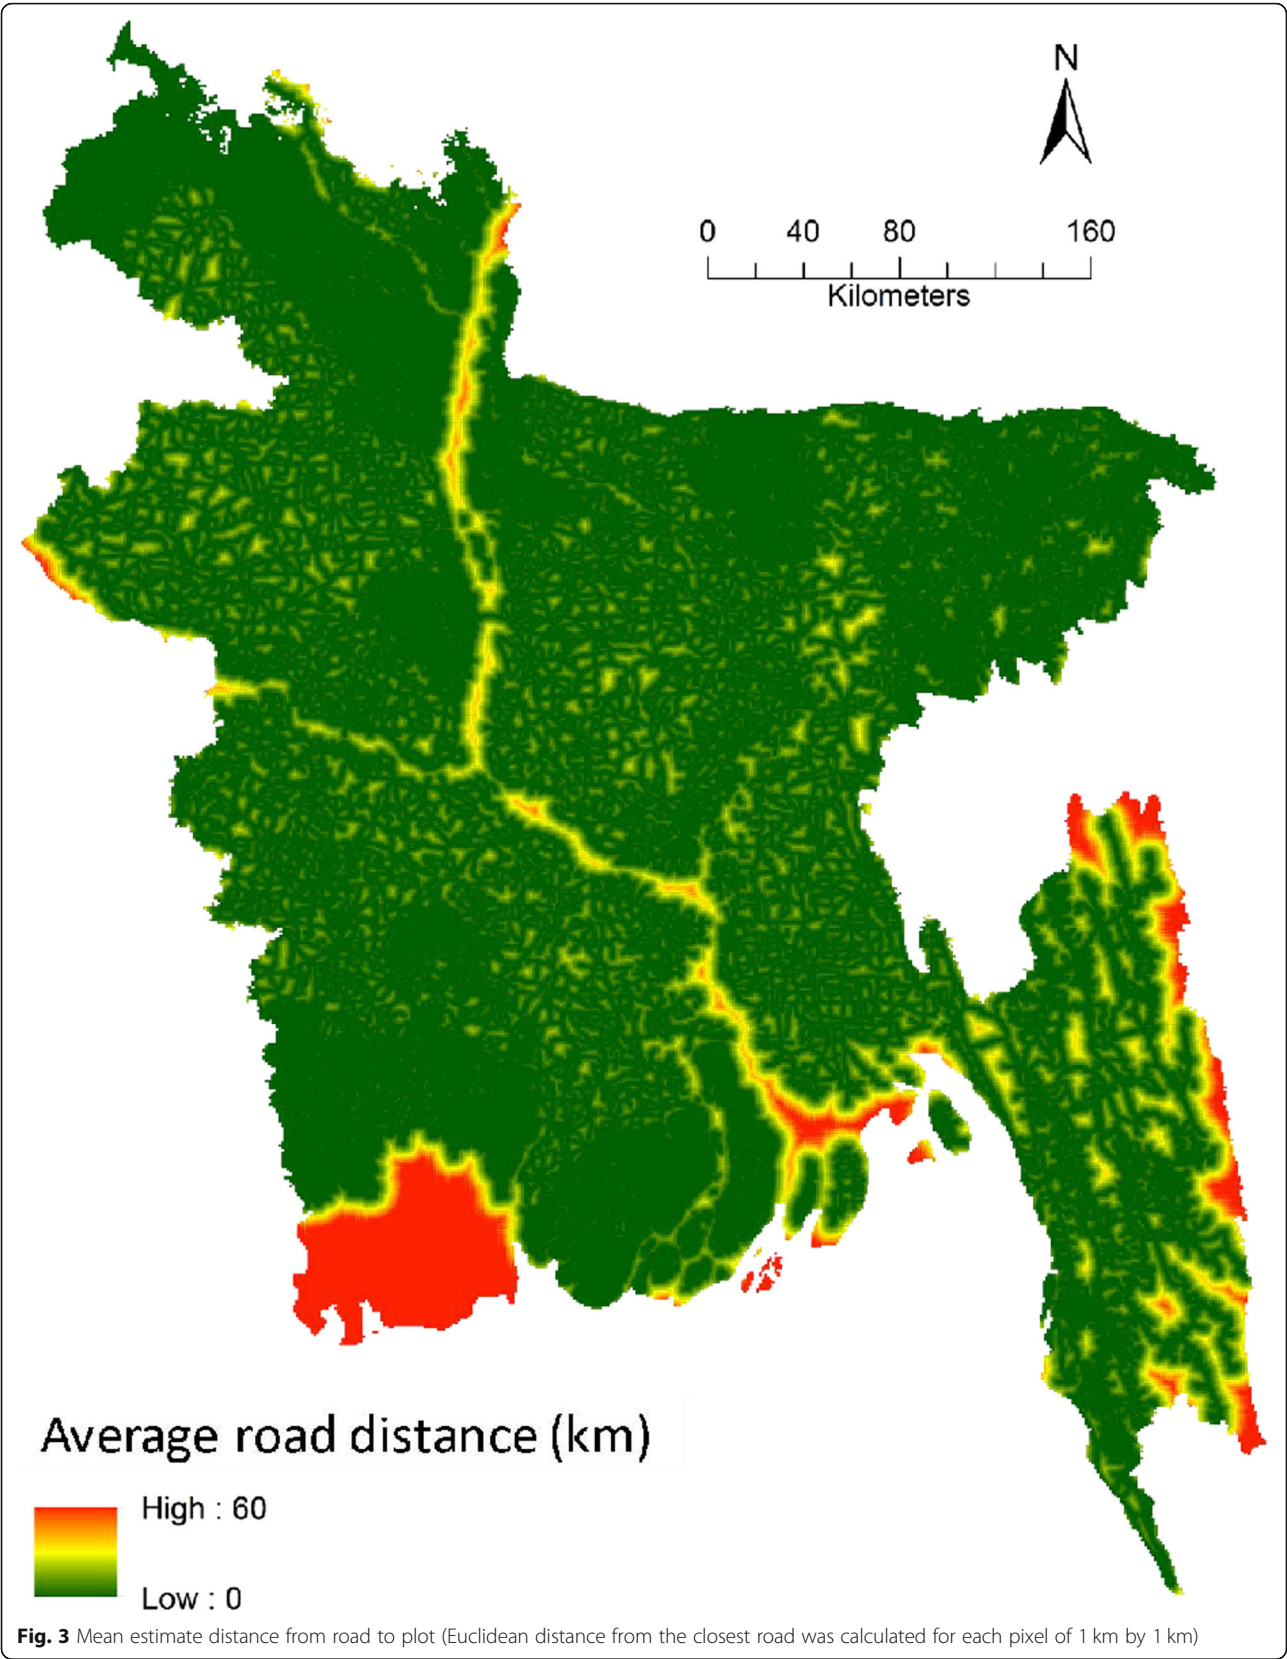 N
0 40 80 160
Kilometers
Average road distance (km)
High : 60
Low : 0
Fig. 3 Mean estimate distance from road to plot (Euclidean distance from the closest road was calculated for each pixel of 1 km by 1 km)